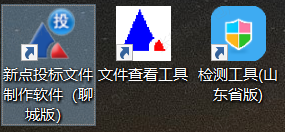 投
新点投标文件
制作软件（聊
城版）
文件查看工具
检测工具(山
东省版)